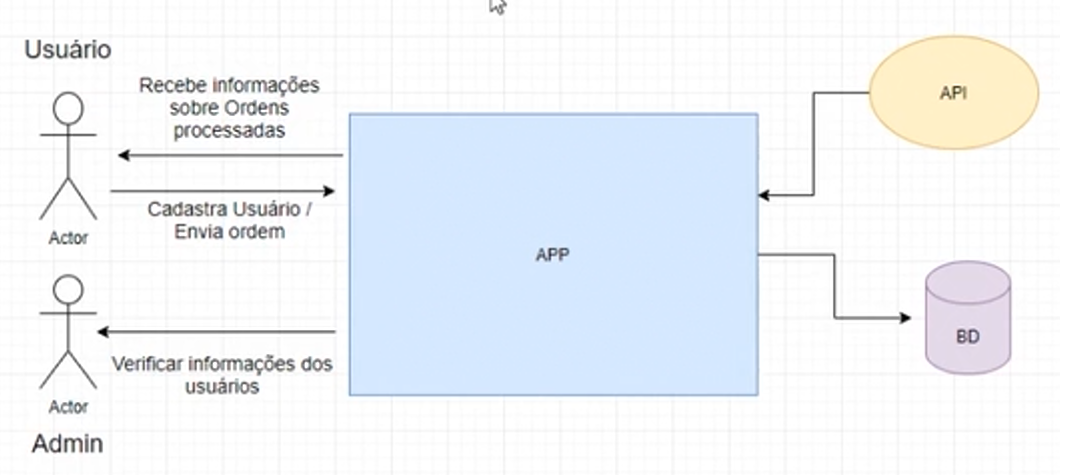 Usuário
Recebe informações
sobre Ordens
processadas
Cadastra Usuário /
Envia ordem
Actor
Verificar informações dos
usuários
Actor
Admin
APP
API
BD